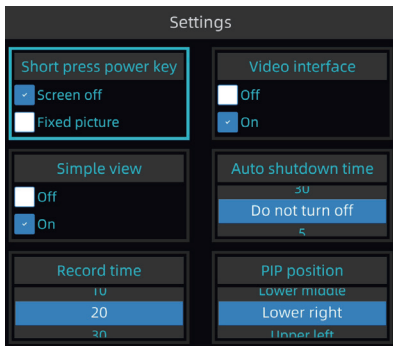 Settings
Short press power key
Screen off
Fixed picture
Video interface
Off
On
Simple view
Off
On
Auto shutdown time
30
Do not turn off
5
Record time
10
20
30
PIP position
Lower middle
Lower right
Upper left